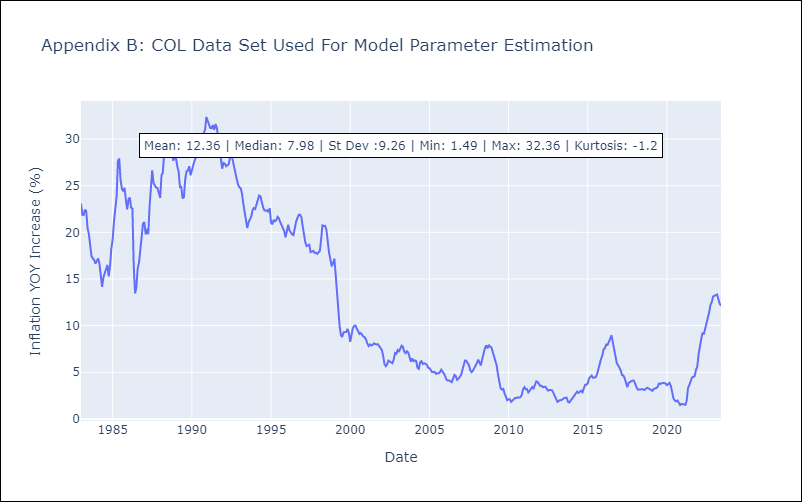 Appendix B: COL Data Set Used For Model Parameter Estimation
Mean: 12.36 | Median: 7.98 | St Dev :9.26 | Min: 1.49 | Max: 32.36 | Kurtosis: -1.2
Inflation YOY Increase (%)
30
25
20
15
10
5
0
1985 1990 1995 2000 2005 2010 2015 2020
Date